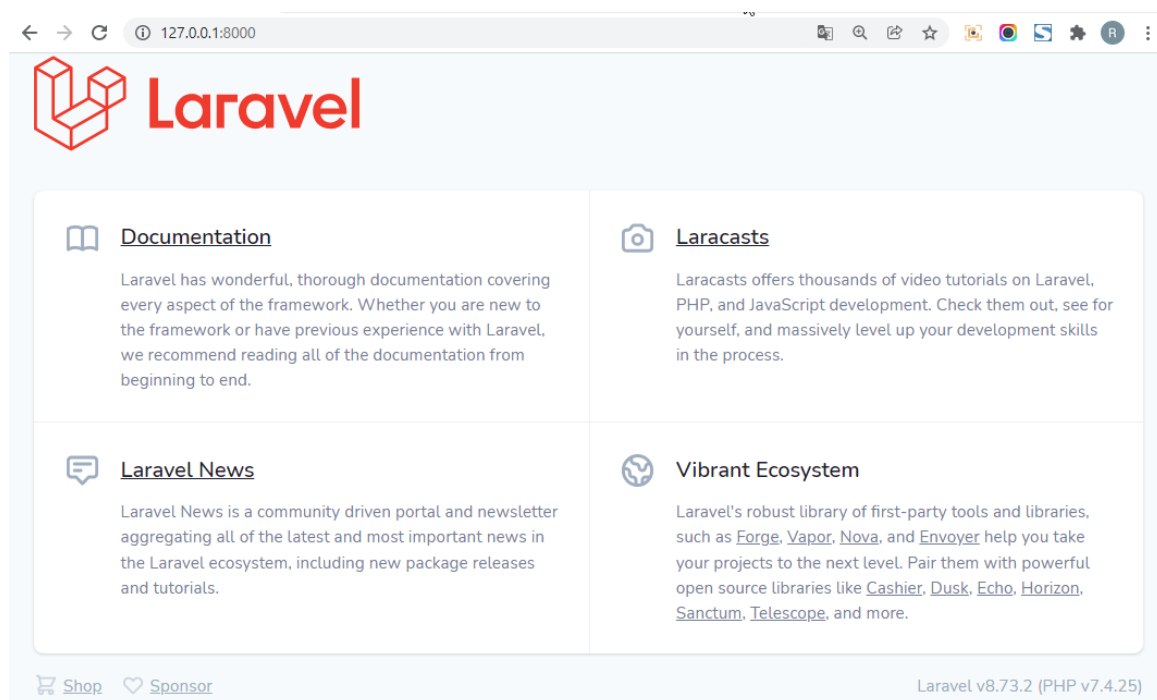 127.0.0.1:8000
R
Laravel
Documentation
Laravel has wonderful, thorough documentation covering
every aspect of the framework. Whether you are new to
the framework or have previous experience with Laravel,
we recommend reading all of the documentation from
beginning to end.
Laracasts
Laracasts offers thousands of video tutorials on Laravel,
PHP, and JavaScript development. Check them out, see for
yourself, and massively level up your development skills
in the process.
Laravel News
Laravel News is a community driven portal and newsletter
aggregating all of the latest and most important news in
the Laravel ecosystem, including new package releases
and tutorials.
Vibrant Ecosystem
Laravel's robust library of first-party tools and libraries,
such as Forge, Vapor, Nova, and Envoyer help you take
your projects to the next level. Pair them with powerful
open source libraries like Cashier, Dusk, Echo, Horizon,
Sanctum, Telescope, and more.
Shop Sponsor
Laravel v8.73.2 (PHP v7.4.25)